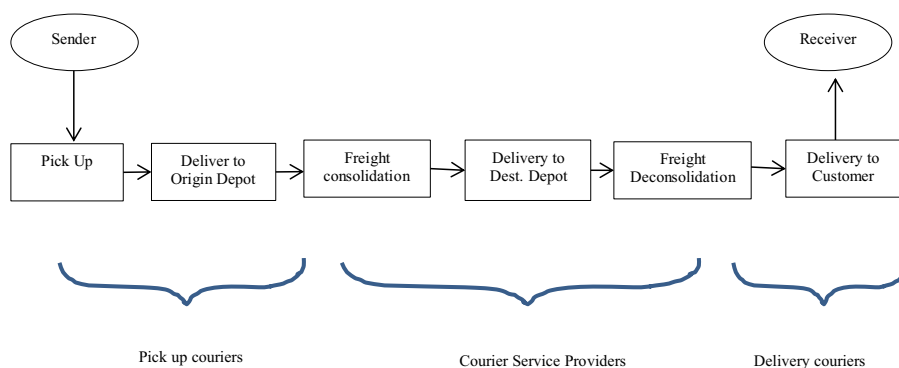 Sender
Receiver
Pick Up
Deliver to
Origin Depot
Freight
consolidation
Delivery to
Dest. Depot
Freight
Deconsolidation
Delivery to
Customer
Pick up couriers
Courier Service Providers
Delivery couriers